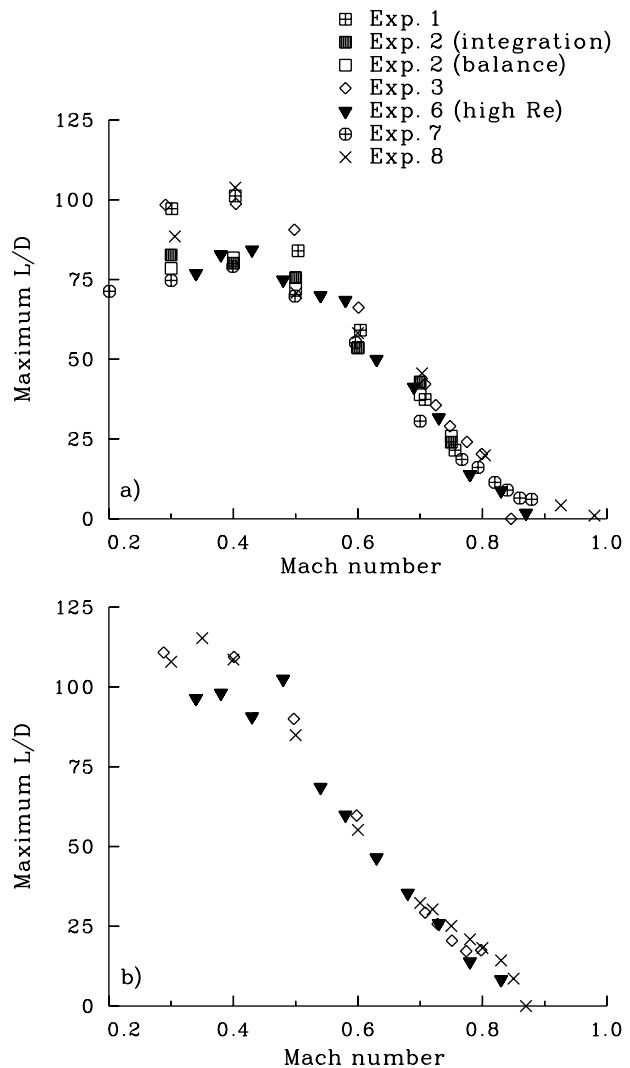 Exp. 1
Exp. 2 (integration)
Exp. 2 (balance)
Exp. 3
Exp. 6 (high Re)
Exp. 7
Exp. 8
125
100
75
50
25
0
Maximum L/D
a)
0.2 0.4 0.6 0.8 1.0
Mach number
125
100
75
50
25
0
Maximum L/D
b)
0.2 0.4 0.6 0.8 1.0
Mach number